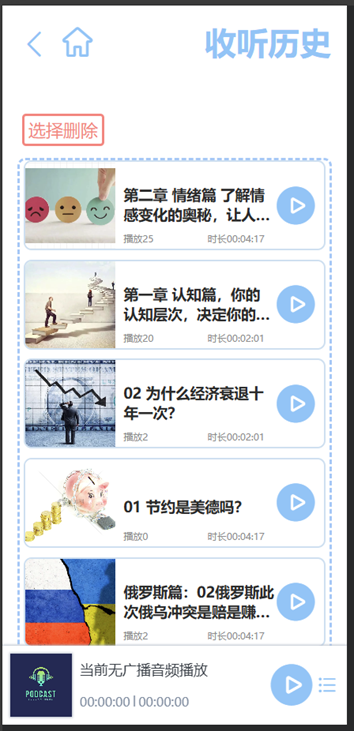 收听历史
选择删除
第二章 情绪篇 了解情
感变化的奥秘，让人...
播放25 时长00:04:17
第一章 认知篇，你的
认知层次，决定你的...
播放20 时长00:02:01
02 为什么经济衰退十
年一次?
播放2 时长00:02:01
01 节约是美德吗?
播放0 时长00:04:17
俄罗斯篇：02俄罗斯此
次俄乌冲突是赔是赚...
播放2 时长00:04:17
PODCAST
当前无广播音频播放
00:00:00 | 00:00:00